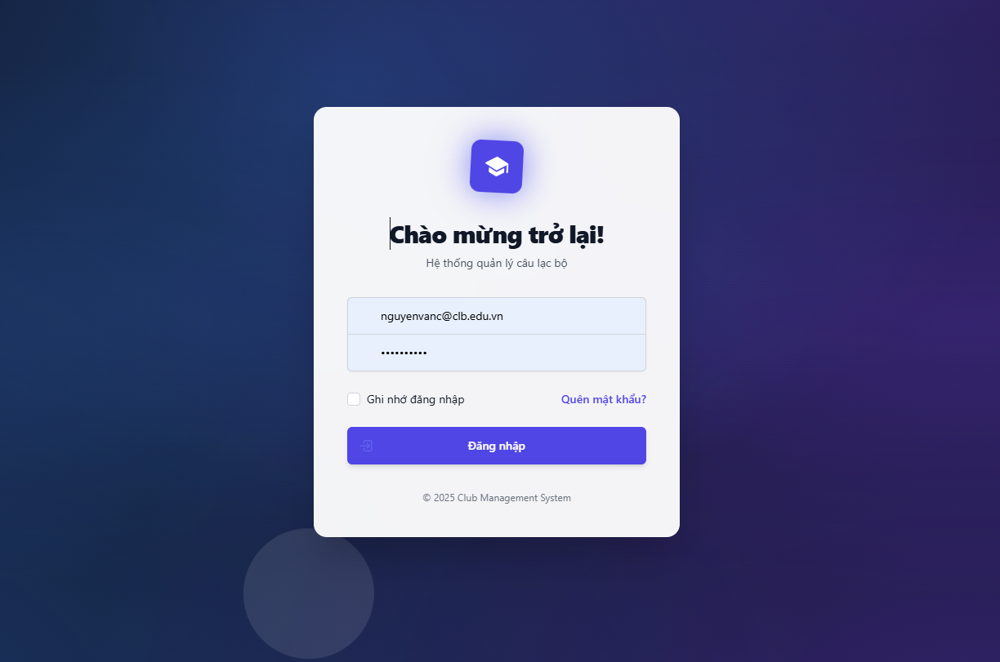 Chào mừng trở lại!
Hệ thống quản lý câu lạc bộ
nguyenvanc@clb.edu.vn
••••••••••
Ghi nhớ đăng nhập
Quên mật khẩu?
Đăng nhập
© 2025 Club Management System